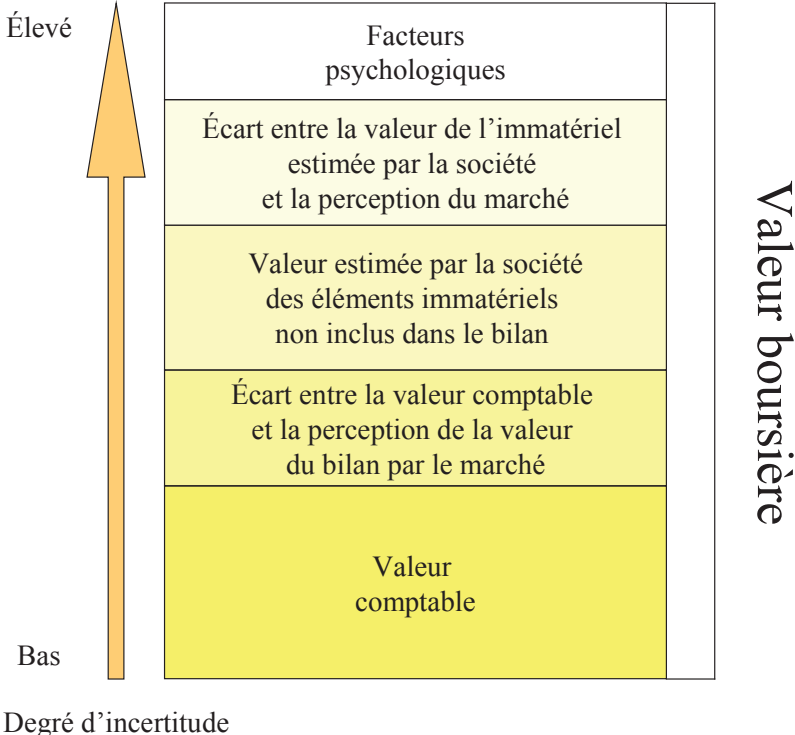 Élevé
Facteurs
psychologiques
Écart entre la valeur de l’immatériel
estimée par la société
et la perception du marché
Valeur estimée par la société
des éléments immatériels
non inclus dans le bilan
Écart entre la valeur comptable
et la perception de la valeur
du bilan par le marché
Valeur
comptable
Valeur boursière
Bas
Degré d’incertitude